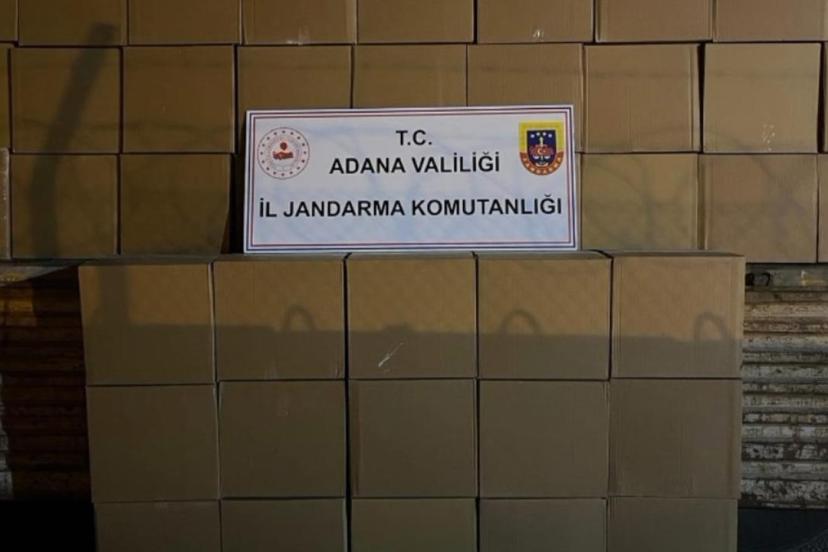 T.C.
ADANA VALİLİĞİ
İL JANDARMA KOMUTANLIĞI